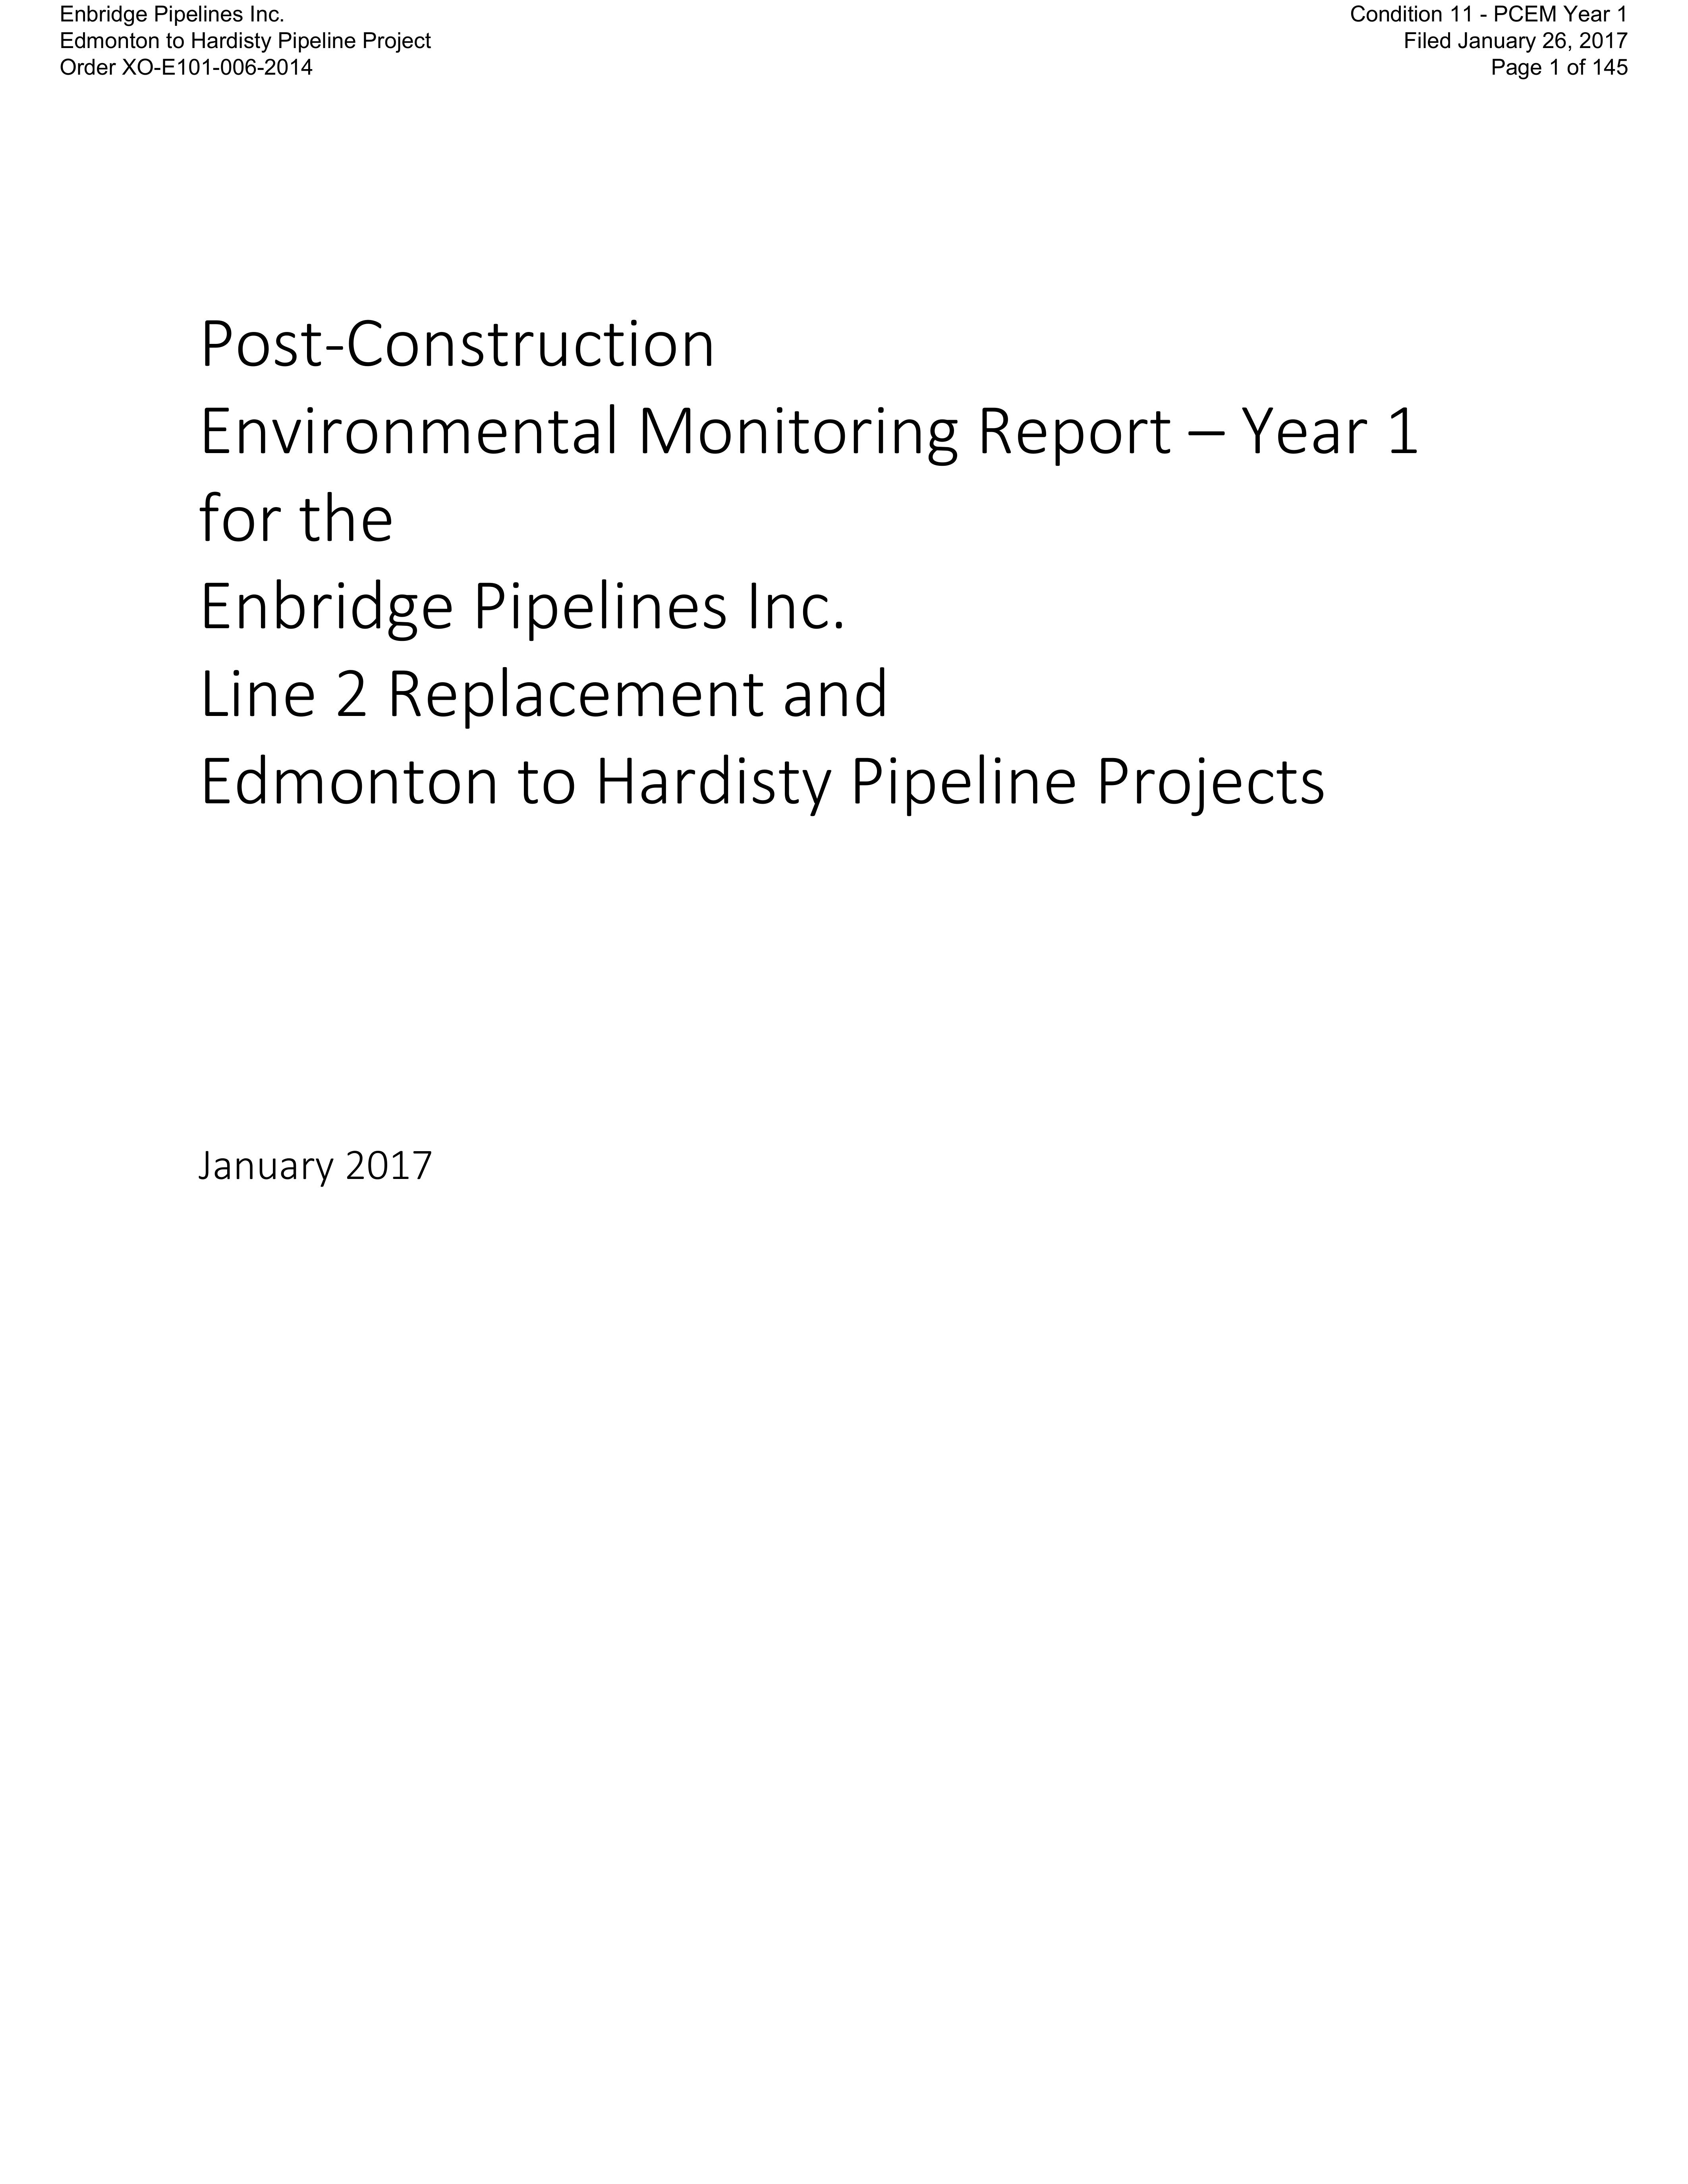 Enbridge Pipelines Inc.
Edmonton to Hardisty Pipeline Project
Order XO-E101-006-2014
Condition 11 - PCEM Year 1
Filed January 26, 2017
Page 1 of 145
Post-Construction
Environmental Monitoring Report – Year 1
for the
Enbridge Pipelines Inc.
Line 2 Replacement and
Edmonton to Hardisty Pipeline Projects
January 2017